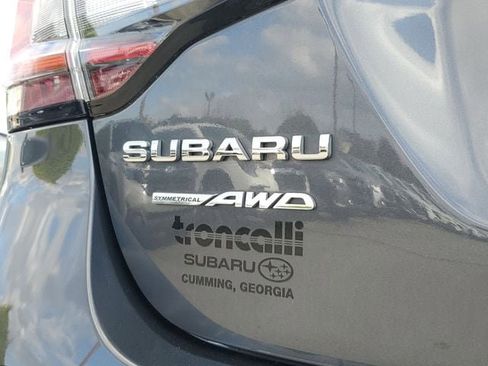 SUBARU
SYMMETRICAL AWD
troncalli
SUBARU
CUMMING, GEORGIA